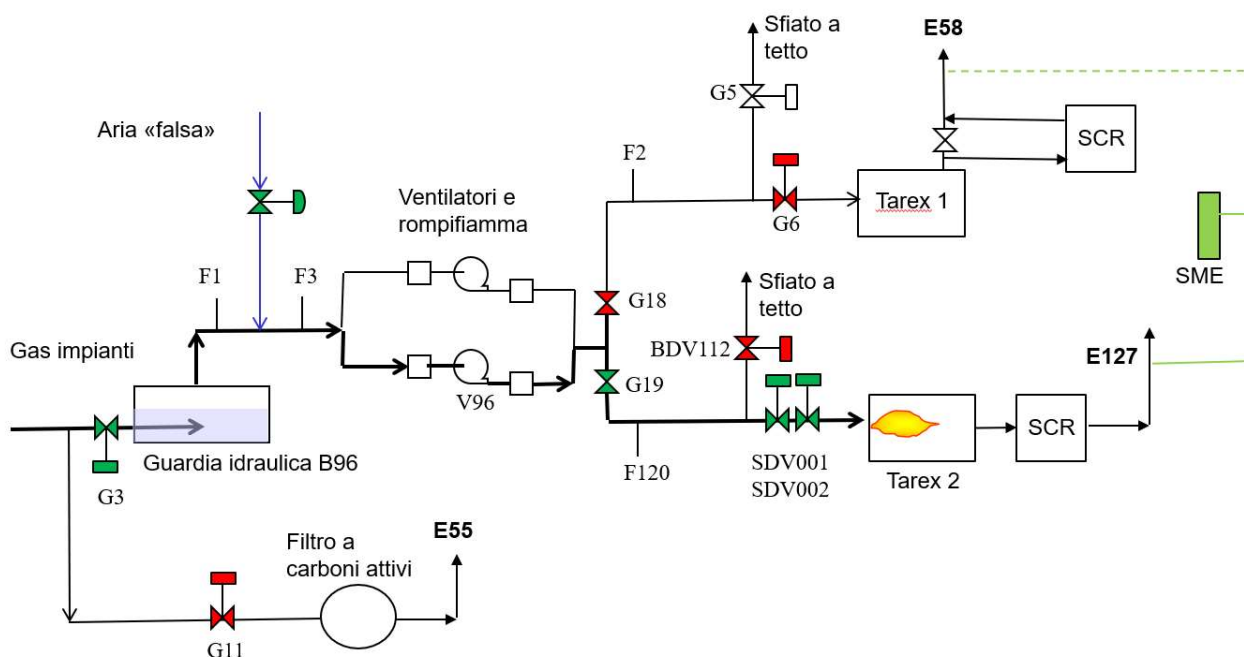 Sfiato a
tetto
E58
G5
SCR
Aria «falsa»
F2
Ventilatori e
rompifiamma
G6
Tarex 1
SME
F1
F3
Sfiato a
tetto
G18
BDV112
E127
Gas impianti
V96
G19
SCR
Guardia idraulica B96
G3
F120
SDV001
SDV002
Tarex 2
E55
Filtro a
carboni attivi
G11